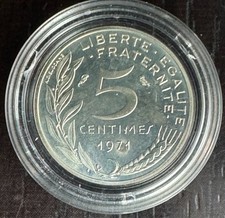 LIBERTE · EGALITE
FRATERNITE
5
CENTIMES
1971